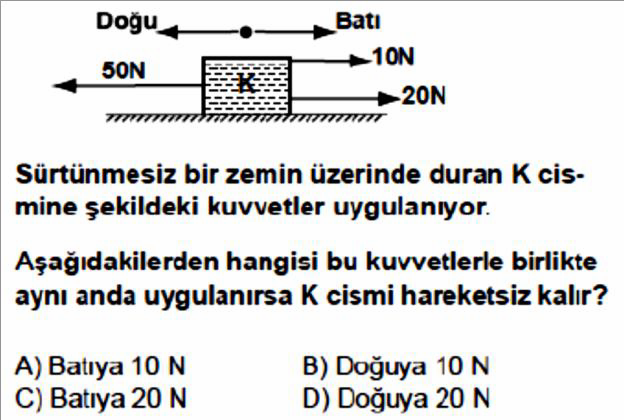 Doğu Batı
10N
50N
K
20N
Sürtünmesiz bir zemin üzerinde duran K cis-
mine şekildeki kuvvetler uygulanıyor.
Aşağıdakilerden hangisi bu kuvvetlerle birlikte
aynı anda uygulanırsa K cismi hareketsiz kalır?
A) Batıya 10 N B) Doğuya 10 N
C) Batıya 20 N D) Doğuya 20 N